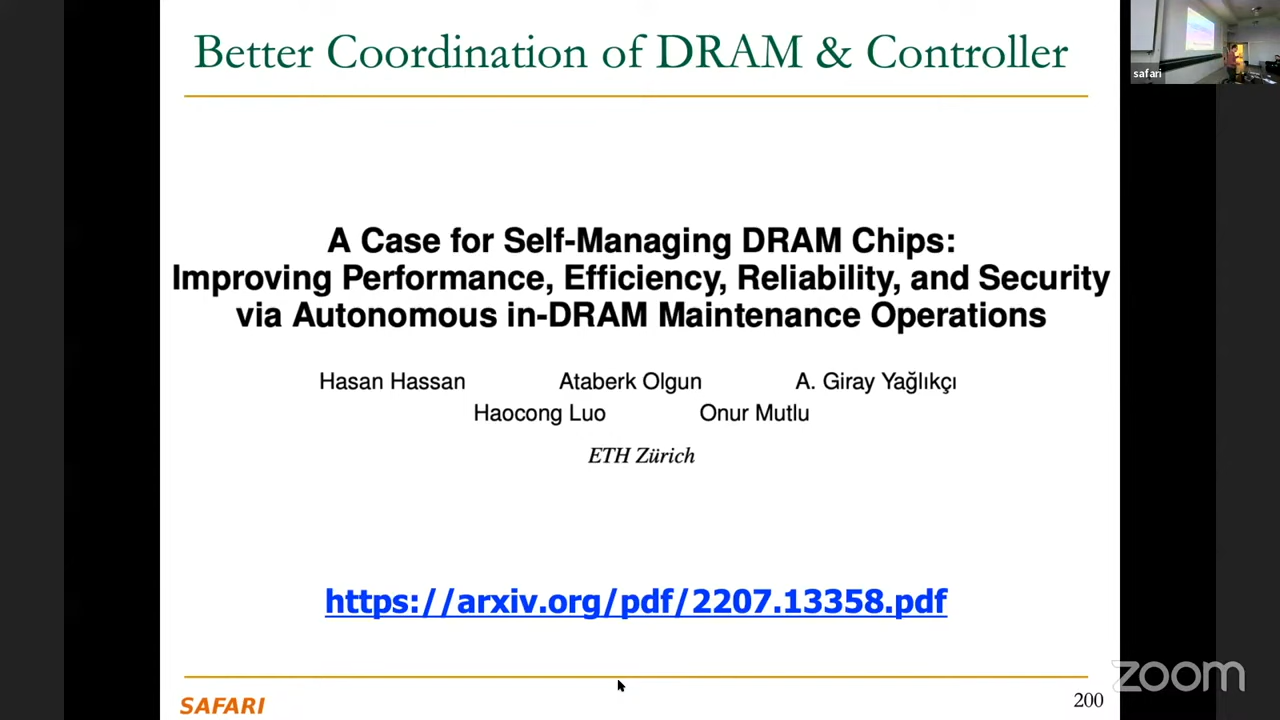 Better Coordination of DRAM & Controller
safari
A Case for Self-Managing DRAM Chips:
Improving Performance, Efficiency, Reliability, and Security
via Autonomous in-DRAM Maintenance Operations
Hasan Hassan Ataberk Olgun A. Giray Yağlıkçı
Haocong Luo Onur Mutlu
ETH Zürich
https://arxiv.org/pdf/2207.13358.pdf
zoom
SAFARI 200